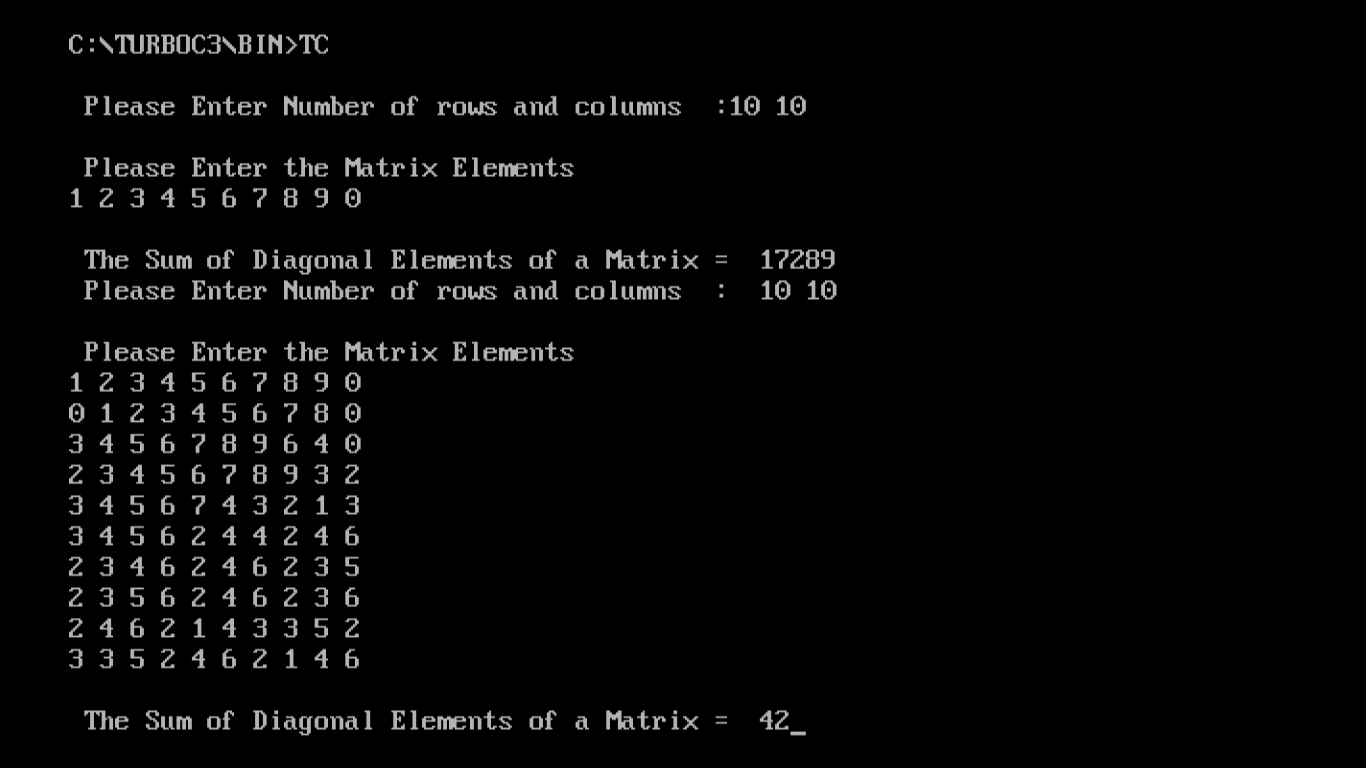 C:\TURBOC3\BIN>TC
Please Enter Number of rows and columns  :10 10
Please Enter the Matrix Elements
1 2 3 4 5 6 7 8 9 0
The Sum of Diagonal Elements of a Matrix =  17289
Please Enter Number of rows and columns  :  10 10
Please Enter the Matrix Elements
1 2 3 4 5 6 7 8 9 0
0 1 2 3 4 5 6 7 8 0
3 4 5 6 7 8 9 6 4 0
2 3 4 5 6 7 8 9 3 2
3 4 5 6 7 4 3 2 1 3
3 4 5 6 2 4 4 2 4 6
2 3 4 6 2 4 6 2 3 5
2 3 5 6 2 4 6 2 3 6
2 4 6 2 1 4 3 3 5 2
3 3 5 2 4 6 2 1 4 6
The Sum of Diagonal Elements of a Matrix =  42_